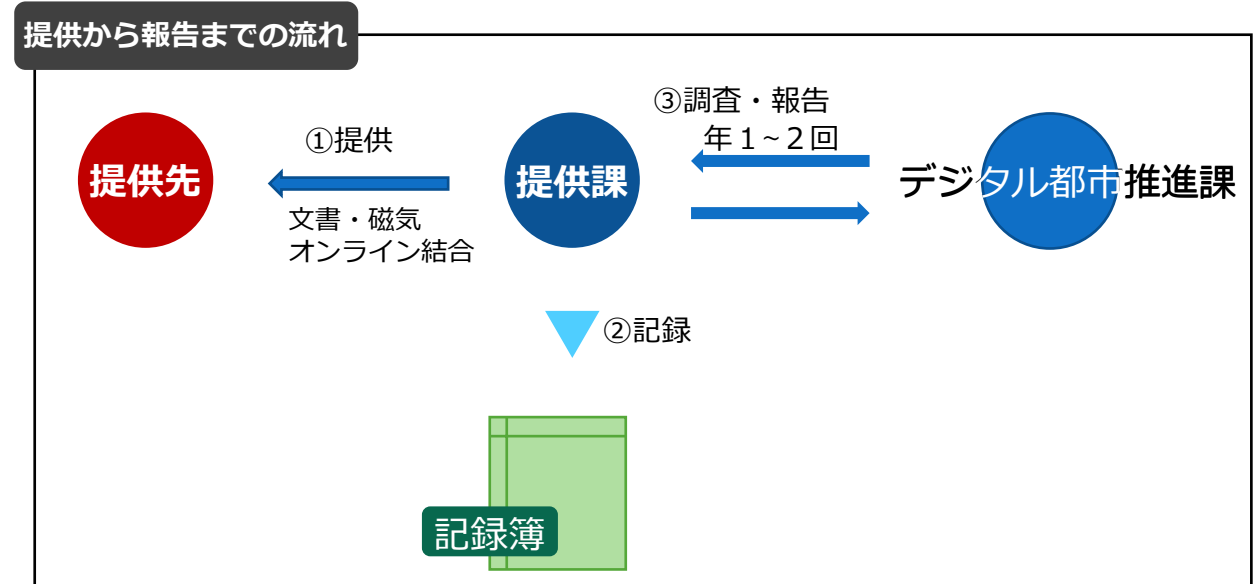 提供から報告までの流れ
提供先
①提供
文書・磁気
オンライン結合
提供課
③調査・報告
年１~２回
デジタル都市推進課
②記録
記録簿